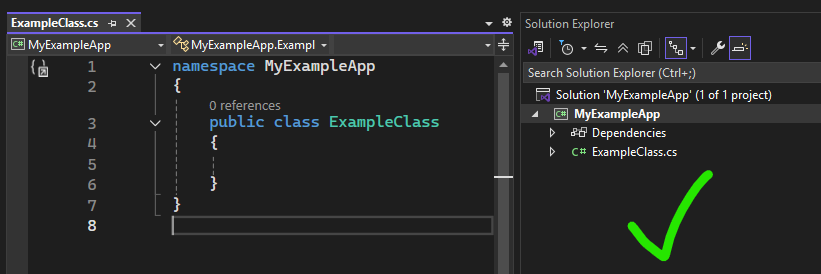 ExampleClass.cs
MyExampleApp
MyExampleApp.Exampl
1 namespace MyExampleApp
2 {
0 references
3 public class ExampleClass
4 {
5
6 }
7 }
8
Solution Explorer
Search Solution Explorer (Ctrl+;)
Solution 'MyExampleApp' (1 of 1 project)
C# MyExampleApp
Dependencies
C# ExampleClass.cs